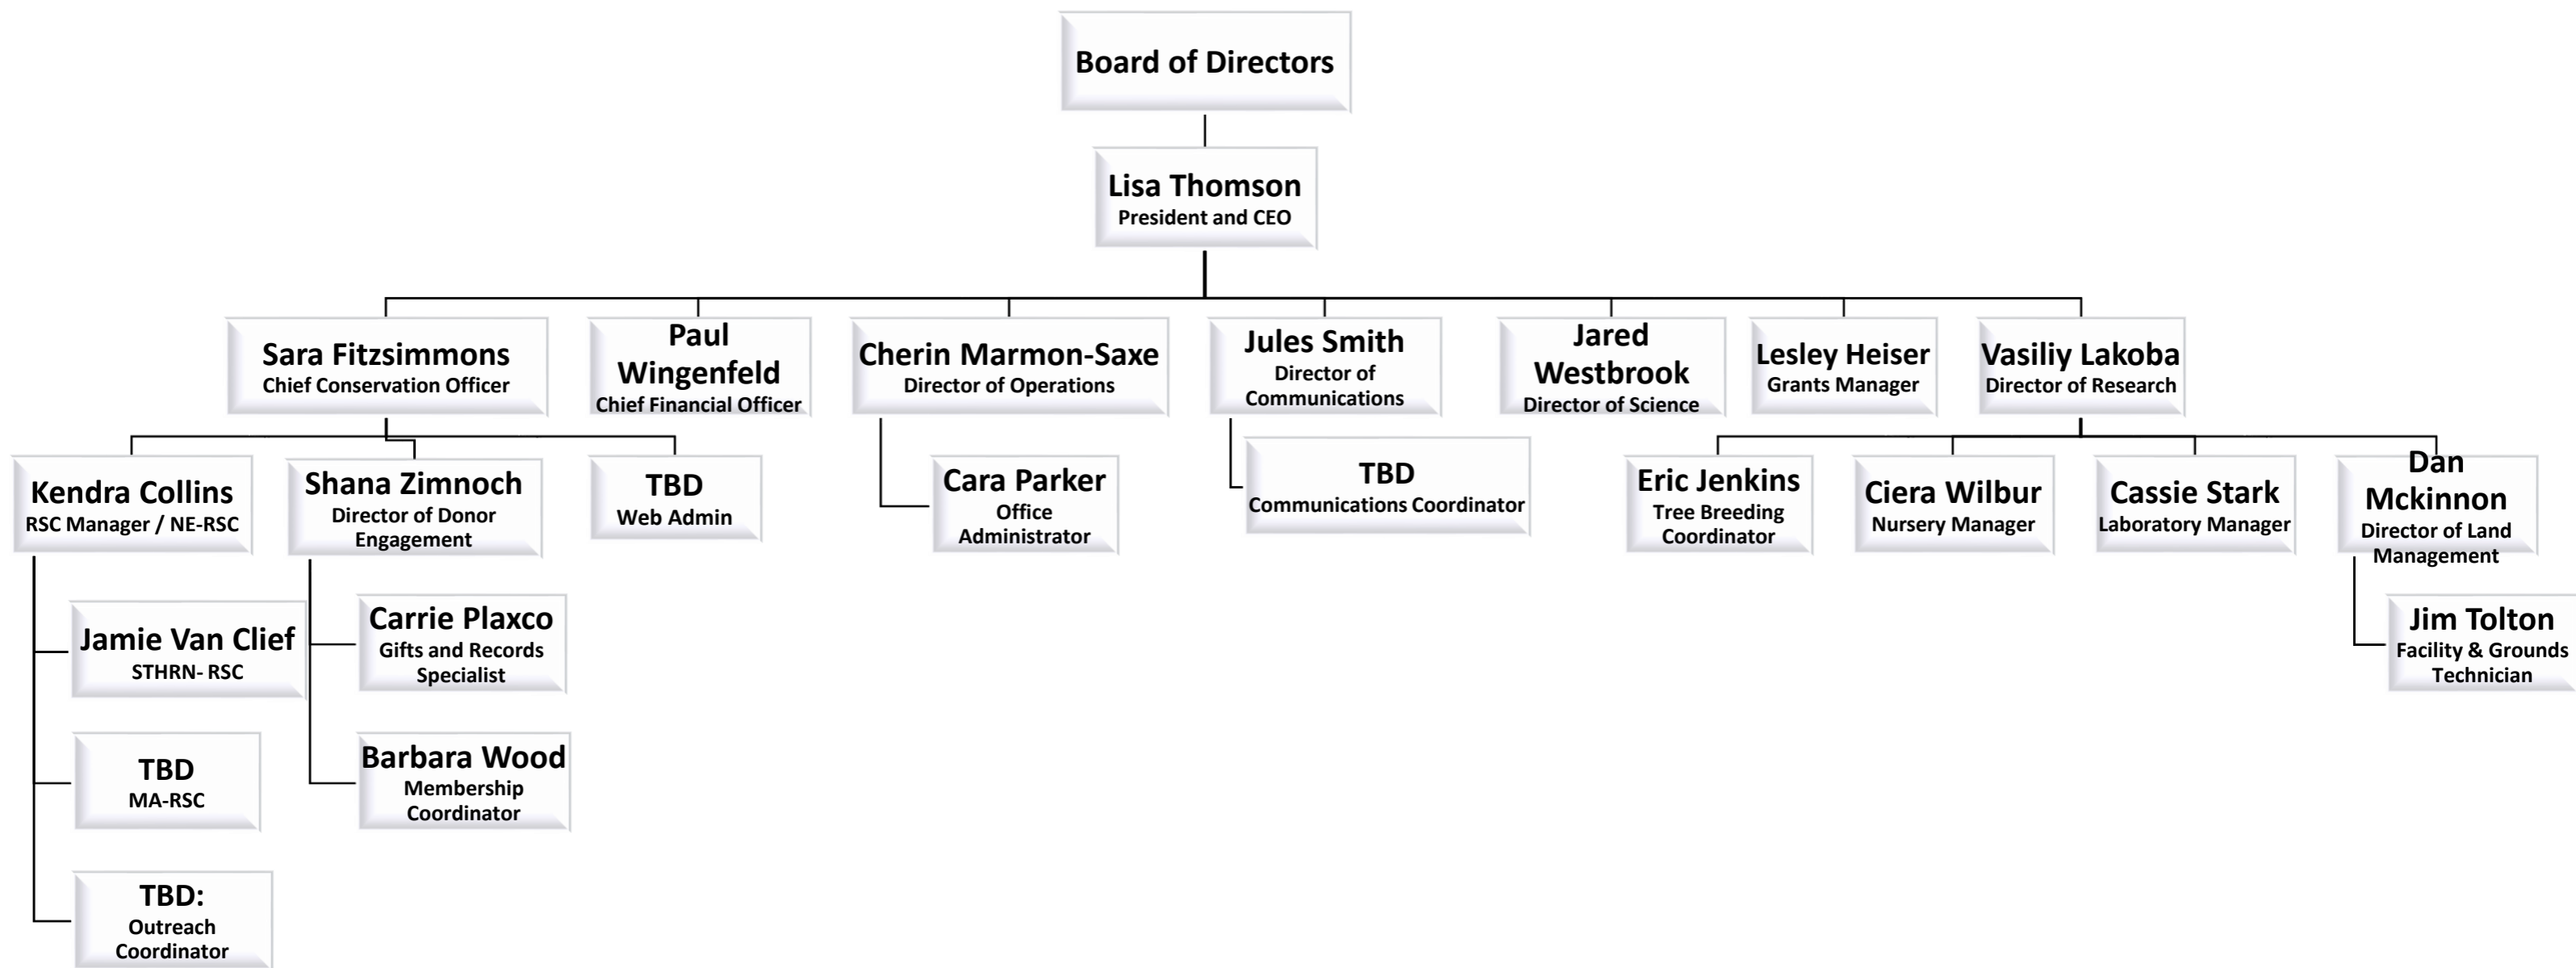 Board of Directors
Lisa Thomson
President and CEO
Sara Fitzsimmons
Chief Conservation Officer
Paul
Wingenfeld
Chief Financial Officer
Cherin Marmon-Saxe
Director of Operations
Jules Smith
Director of
Communications
Jared
Westbrook
Director of Science
Lesley Heiser
Grants Manager
Vasiliy Lakoba
Director of Research
Kendra Collins
RSC Manager / NE-RSC
Shana Zimnoch
Director of Donor
Engagement
TBD
Web Admin
Cara Parker
Office
Administrator
TBD
Communications Coordinator
Eric Jenkins
Tree Breeding
Coordinator
Ciera Wilbur
Nursery Manager
Cassie Stark
Laboratory Manager
Dan
Mckinnon
Director of Land
Management
Jamie Van Clief
STHRN- RSC
Carrie Plaxco
Gifts and Records
Specialist
Jim Tolton
Facility & Grounds
Technician
TBD
MA-RSC
Barbara Wood
Membership
Coordinator
TBD:
Outreach
Coordinator